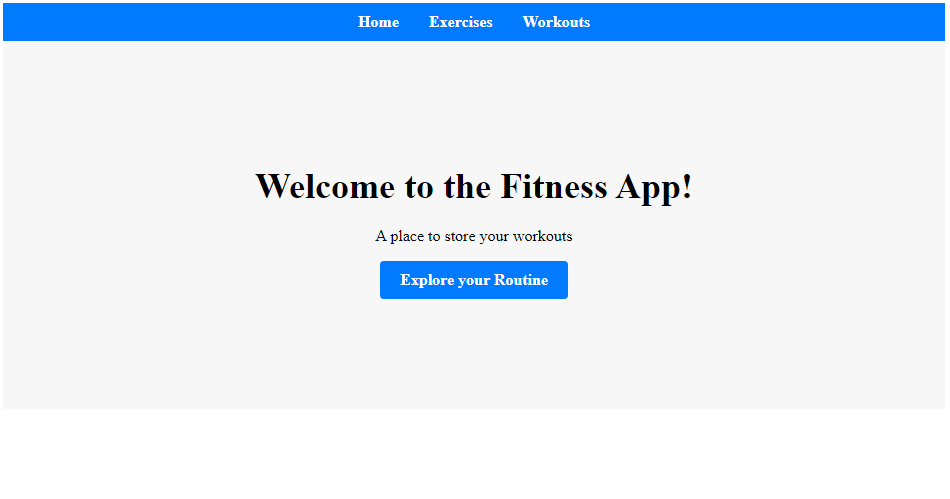 Home Exercises Workouts
Welcome to the Fitness App!
A place to store your workouts
Explore your Routine